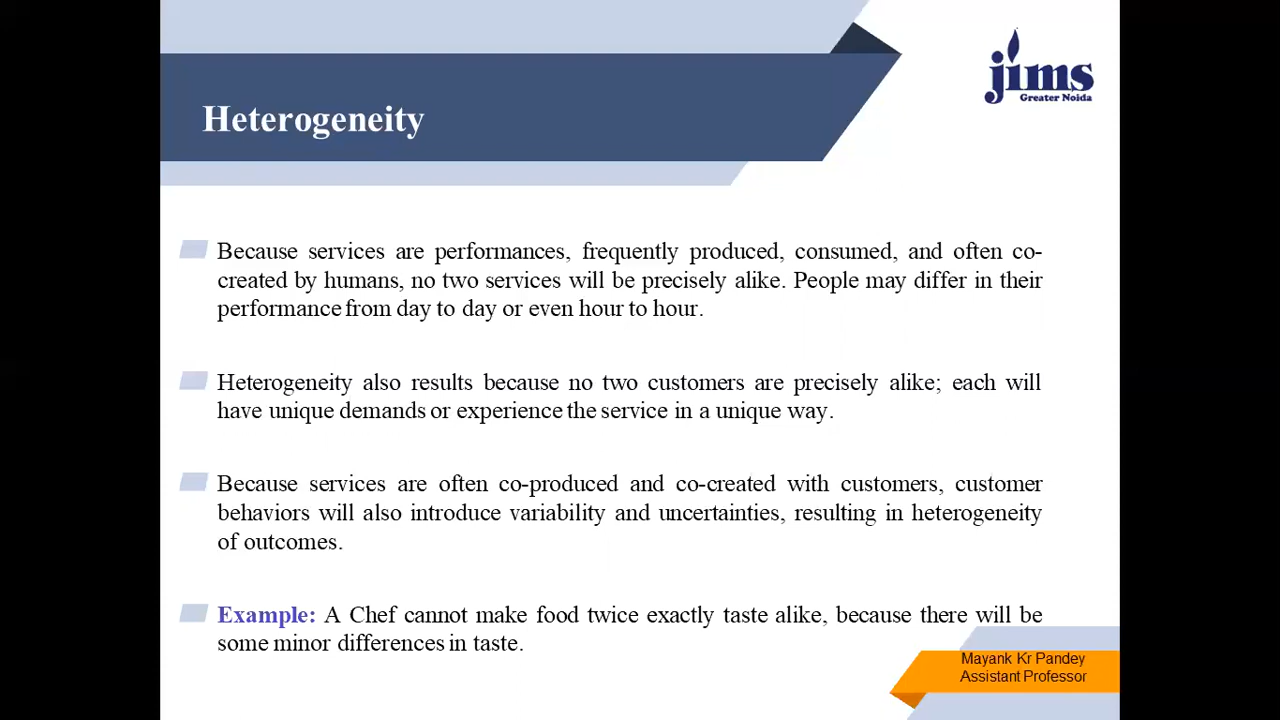 jims
Greater Noida
Heterogeneity
Because services are performances, frequently produced, consumed, and often co-
created by humans, no two services will be precisely alike. People may differ in their
performance from day to day or even hour to hour.
Heterogeneity also results because no two customers are precisely alike; each will
have unique demands or experience the service in a unique way.
Because services are often co-produced and co-created with customers, customer
behaviors will also introduce variability and uncertainties, resulting in heterogeneity
of outcomes.
Example: A Chef cannot make food twice exactly taste alike, because there will be
some minor differences in taste.
Mayank Kr Pandey
Assistant Professor